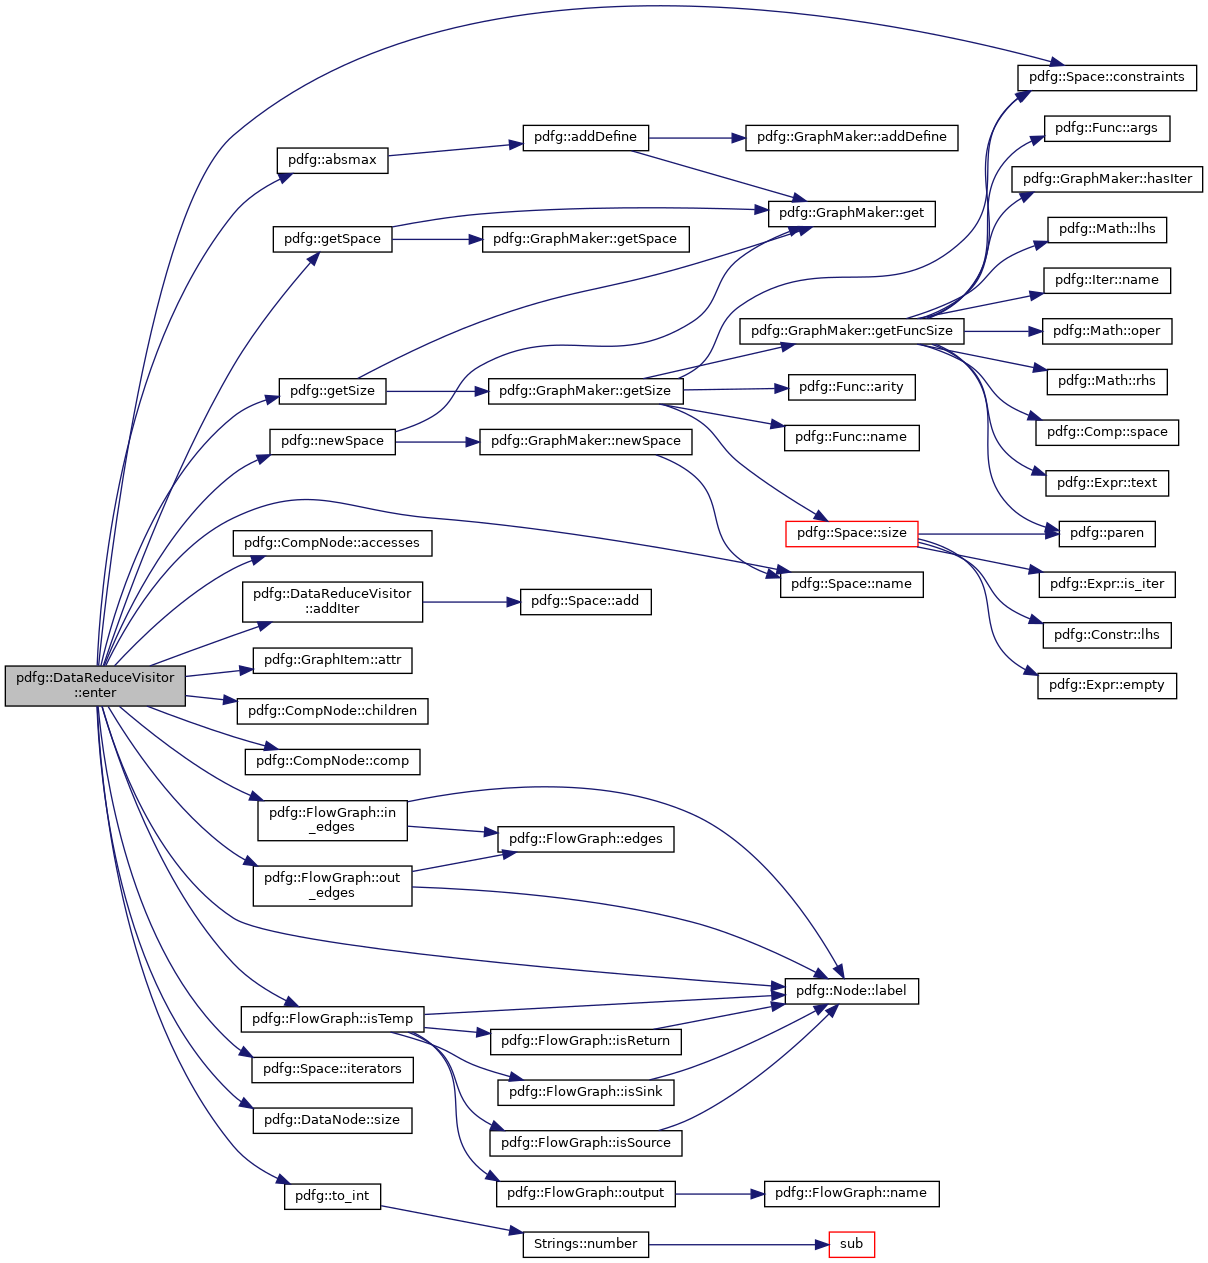 pdfg::DataReduceVisitor
::enter
pdfg::absmax
pdfg::getSpace
pdfg::getSize
pdfg::newSpace
pdfg::CompNode::accesses
pdfg::DataReduceVisitor
::addIter
pdfg::GraphItem::attr
pdfg::CompNode::children
pdfg::CompNode::comp
pdfg::FlowGraph::in
_edges
pdfg::FlowGraph::out
_edges
pdfg::FlowGraph::isTemp
pdfg::Space::iterators
pdfg::DataNode::size
pdfg::to_int
pdfg::addDefine
pdfg::GraphMaker::getSpace
pdfg::GraphMaker::getSize
pdfg::GraphMaker::newSpace
pdfg::Space::add
pdfg::FlowGraph::edges
pdfg::FlowGraph::isReturn
pdfg::FlowGraph::isSink
pdfg::FlowGraph::isSource
pdfg::FlowGraph::output
Strings::number
pdfg::GraphMaker::addDefine
pdfg::GraphMaker::get
pdfg::GraphMaker::getFuncSize
pdfg::Func::arity
pdfg::Func::name
pdfg::Space::size
pdfg::Space::name
pdfg::Node::label
pdfg::FlowGraph::name
sub
pdfg::Space::constraints
pdfg::Func::args
pdfg::GraphMaker::hasIter
pdfg::Math::lhs
pdfg::Iter::name
pdfg::Math::oper
pdfg::Math::rhs
pdfg::Comp::space
pdfg::Expr::text
pdfg::paren
pdfg::Expr::is_iter
pdfg::Constr::lhs
pdfg::Expr::empty